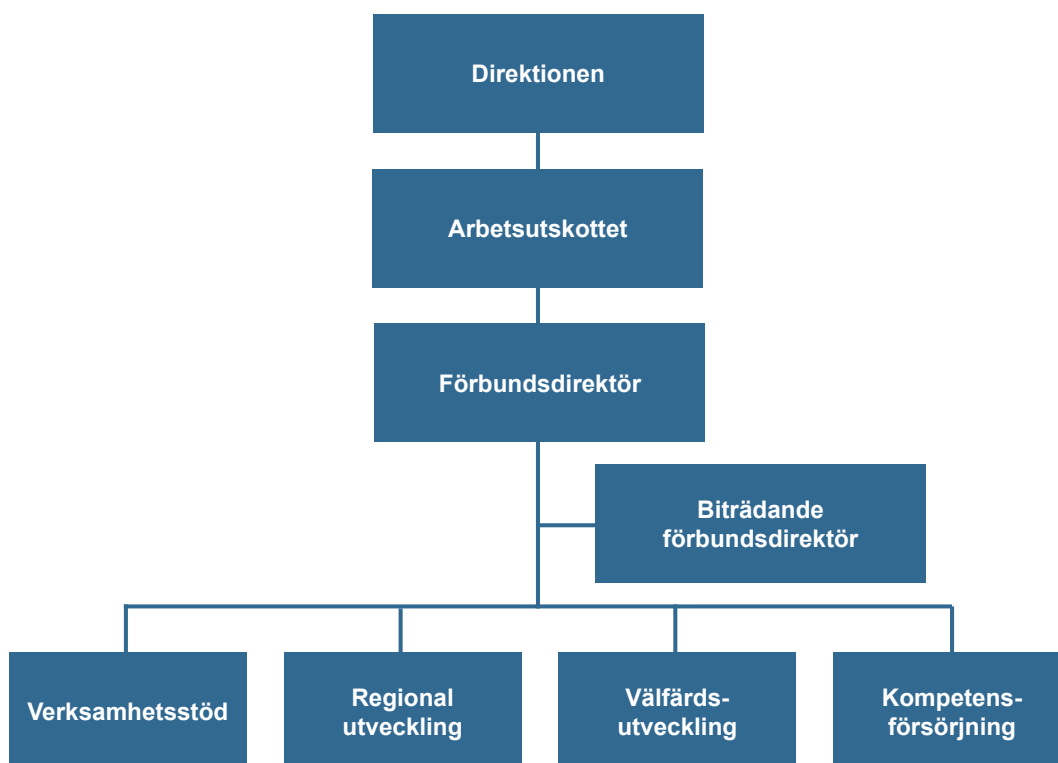 Direktionen
Arbetsutskottet
Förbundsdirektör
Biträdande
förbundsdirektör
Verksamhetsstöd
Regional
utveckling
Välfärds-
utveckling
Kompetens-
försörjning